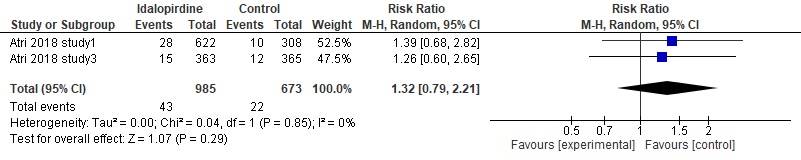 Idalopirdine Control Risk Ratio Risk Ratio
Study or Subgroup Events Total Events Total Weight M-H, Random, 95% CI M-H, Random, 95% CI
Atri 2018 study1 28 622 10 308 52.5% 1.39 [0.68, 2.82]
Atri 2018 study3 15 363 12 365 47.5% 1.26 [0.60, 2.65]
Total (95% CI) 985 673 100.0% 1.32 [0.79, 2.21]
Total events 43 22
Heterogeneity: Tau² = 0.00; Chi² = 0.04, df = 1 (P = 0.85); I² = 0%
Test for overall effect: Z = 1.07 (P = 0.29)
0.5 0.7 1 1.5 2
Favours [experimental] Favours [control]